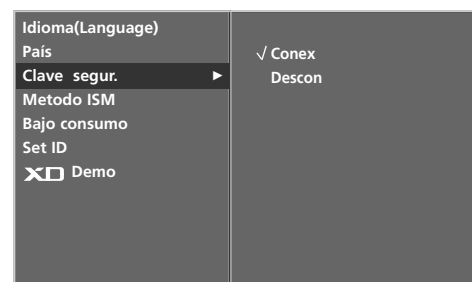 Idioma(Language)
País
Clave segur. ►
Metodo ISM
Bajo consumo
Set ID
XD Demo
√ Conex
Descon